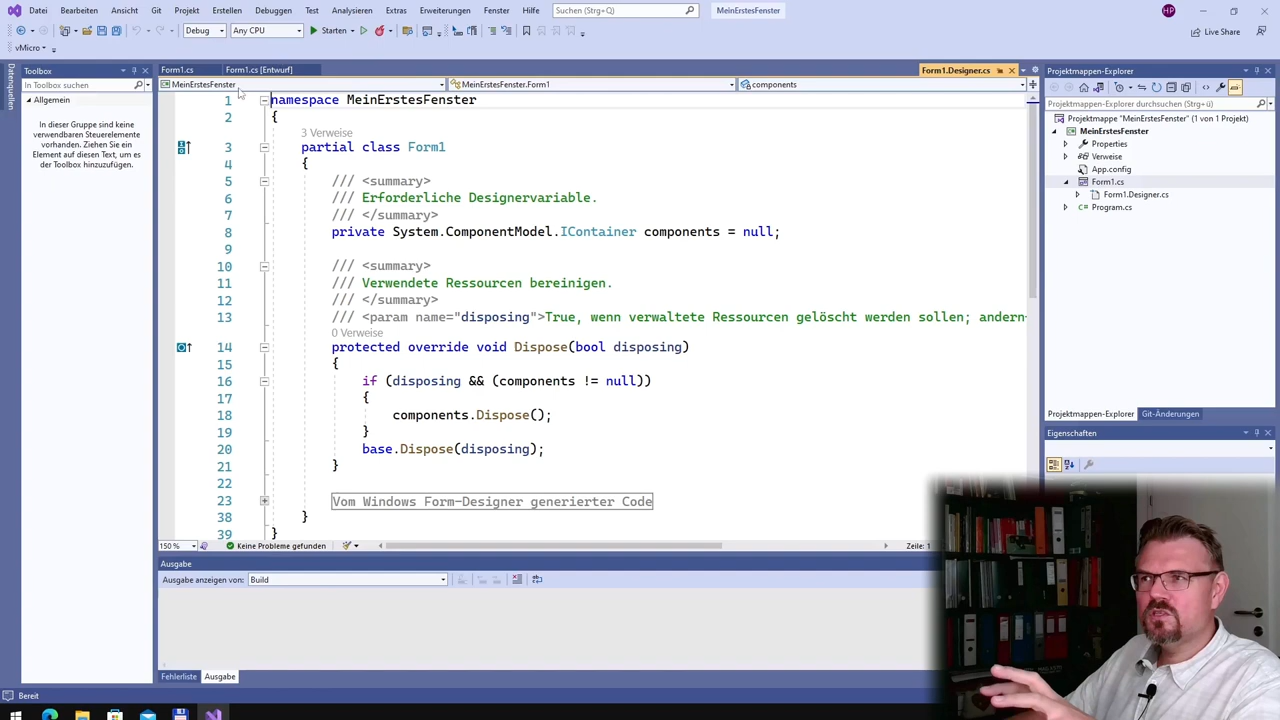 Datei Bearbeiten Ansicht Git Projekt Erstellen Debuggen Test Analysieren Extras Erweiterungen Fenster Hilfe Suchen (Strg+Q) MeinErstesFenster HP
Debug Any CPU Starten Live Share
vMicro
Datenquellen
Toolbox
Toolbox durchsuchen
Allgemein
In dieser Gruppe sind keine
verwendbaren Steuerelemente
vorhanden. Ziehen Sie ein
Element auf diesen Text, um es
der Toolbox hinzuzufügen.
Form1.cs Form1.cs [Entwurf] Form1.Designer.cs
MeinErstesFenster MeinErstesFenster.Form1 components
1 namespace MeinErstesFenster
2 {
3 Verweise
3 partial class Form1
4 {
5 /// <summary>
6 /// Erforderliche Designervariable.
7 /// </summary>
8 private System.ComponentModel.IContainer components = null;
9
10 /// <summary>
11 /// Verwendete Ressourcen bereinigen.
12 /// </summary>
13 /// <param name="disposing">True, wenn verwaltete Ressourcen gelöscht werden sollen; andern
0 Verweise
14 protected override void Dispose(bool disposing)
15 {
16 if (disposing && (components != null))
17 {
18 components.Dispose();
19 }
20 base.Dispose(disposing);
21 }
22
23 Vom Windows Form-Designer generierter Code
38 }
39 }
150 % Keine Probleme gefunden Zeile: 1
Ausgabe
Ausgabe anzeigen von: Build
Fehlerliste Ausgabe
Bereit
Projektmappen-Explorer
Projektmappen-Explorer durchsuchen (Strg+ü)
Projektmappe "MeinErstesFenster" (1 von 1 Projekt)
MeinErstesFenster
Properties
Verweise
App.config
Form1.cs
Form1.Designer.cs
Program.cs
Projektmappen-Explorer Git-Änderungen
Eigenschaften